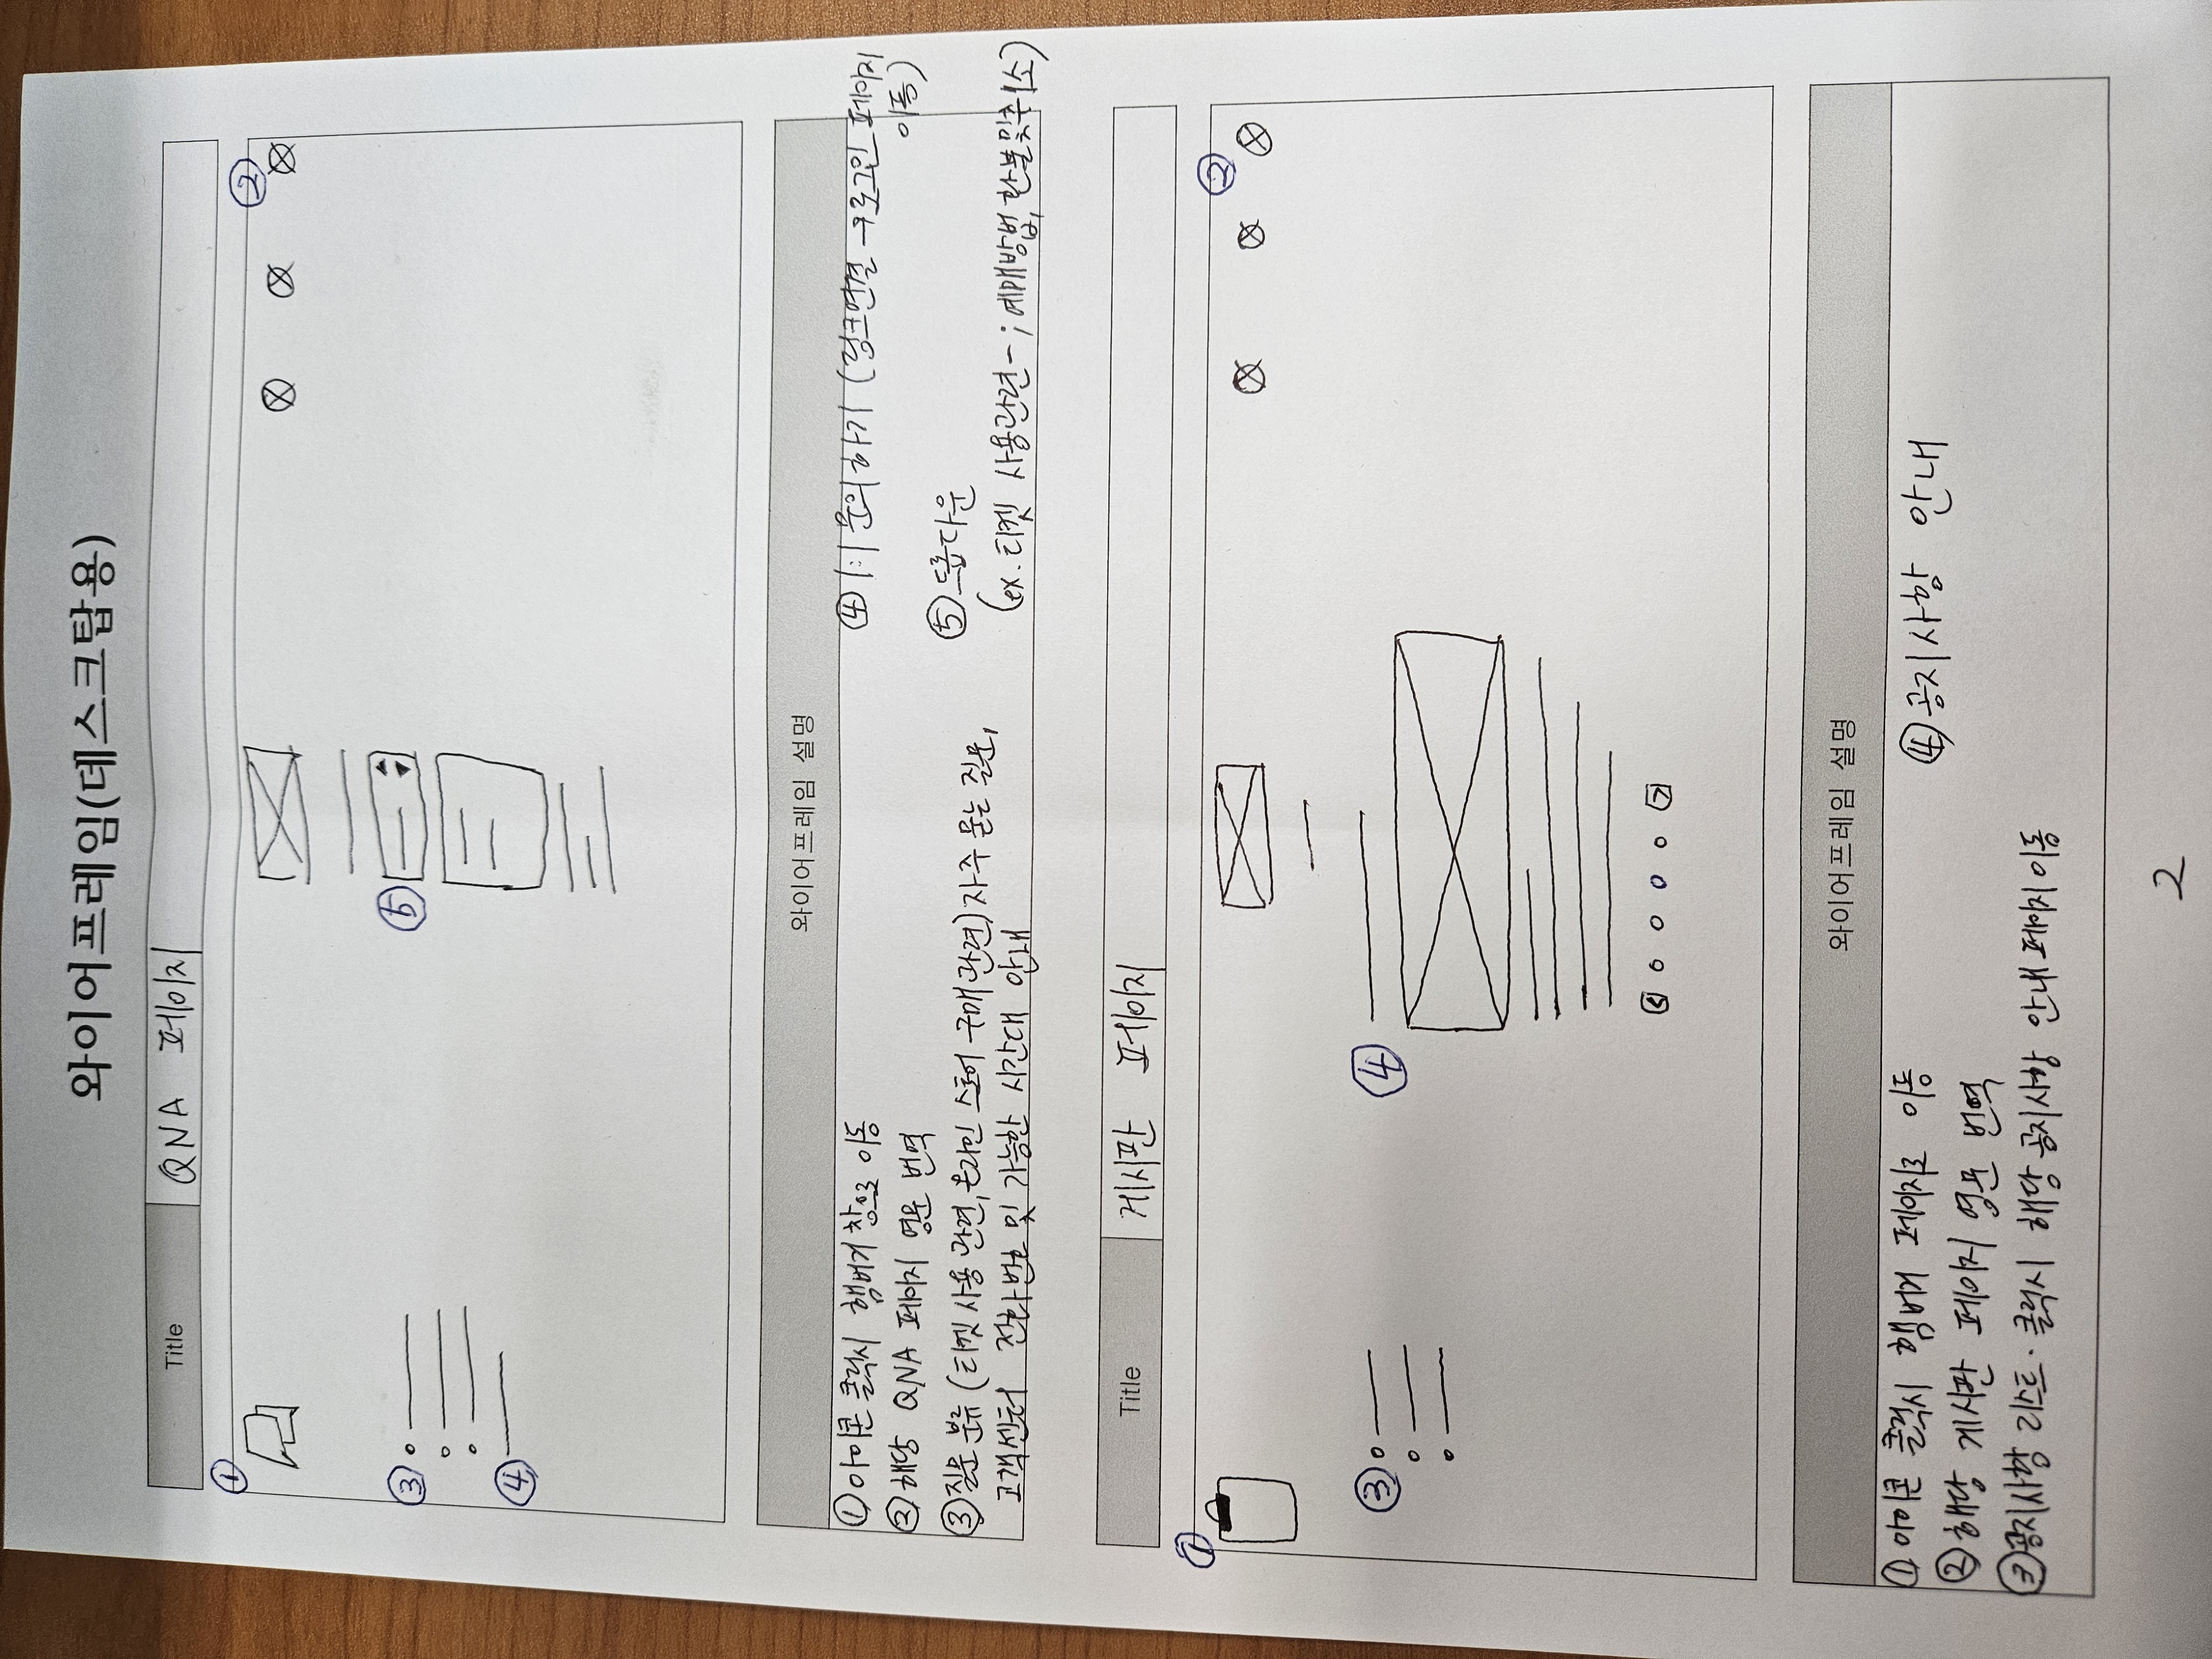 와이어프레임(데스크탑용)
Title QNA 페이지
①
②
③
⑤
④
와이어프레임 설명
①아이콘 클릭시 햄버거 창으로 이동
②해당 QNA 페이지 영문 번역
③질문 분류 (티켓 사용 관련, 온라인 스토어 구매 관련) 자주 묻는 질문,
고객센터 전화번호 및 가능한 시간대 안내
④ 1:1 문의하기 (링크연결 →로그인 페이지
이동)
⑤ 드롭다운
(ex. 티켓 사용관련- ; 예매방법, 환불 및 취소)
Title 게시판 페이지
①
②
③
④
< >
와이어프레임 설명
① 아이콘 클릭시 햄버거 페이지로 이동
② 해당 게시판 페이지 영문 번역
③공지사항 리스트. 클릭시 해당 공지사항 안내 페이지 이동
④공지사항 안내
2